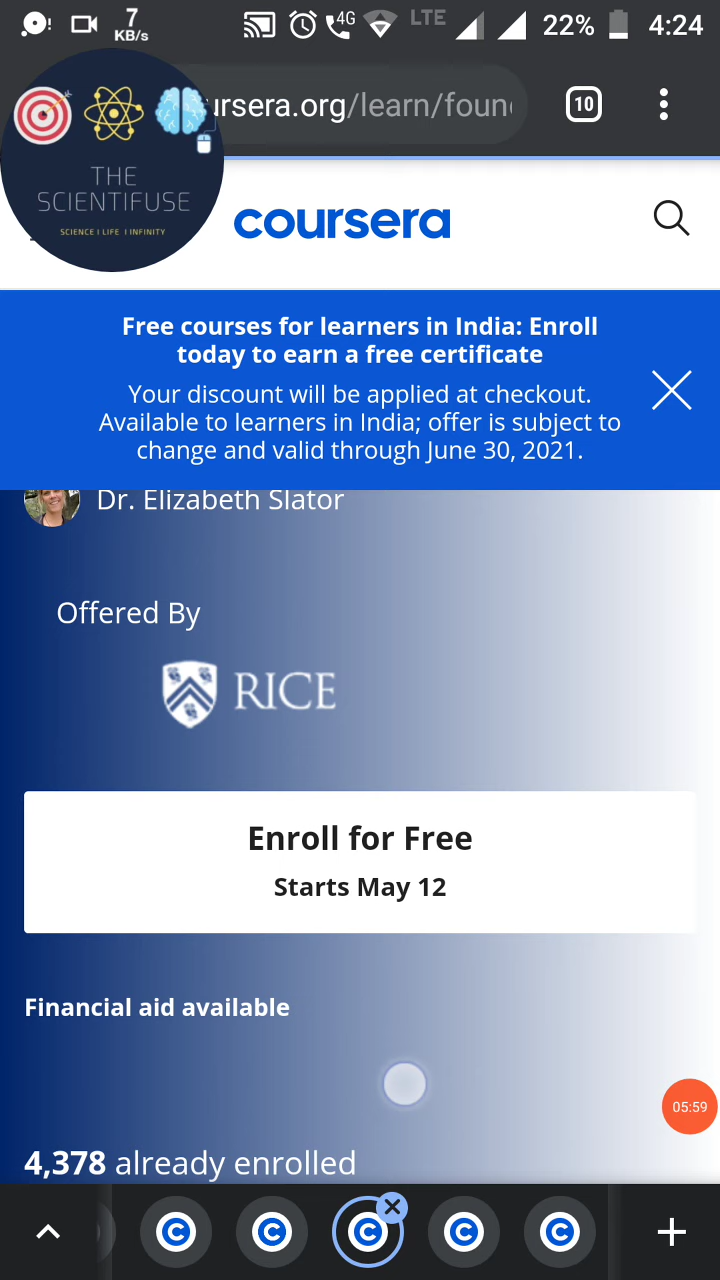 7
KB/s
4G
LTE
22%
4:24
ursera.org/learn/foun
10
THE
SCIENTIFUSE
SCIENCE I LIFE I INFINITY
coursera
Free courses for learners in India: Enroll
today to earn a free certificate
Your discount will be applied at checkout.
Available to learners in India; offer is subject to
change and valid through June 30, 2021.
Dr. Elizabeth Slator
Offered By
RICE
Enroll for Free
Starts May 12
Financial aid available
05:59
4,378 already enrolled